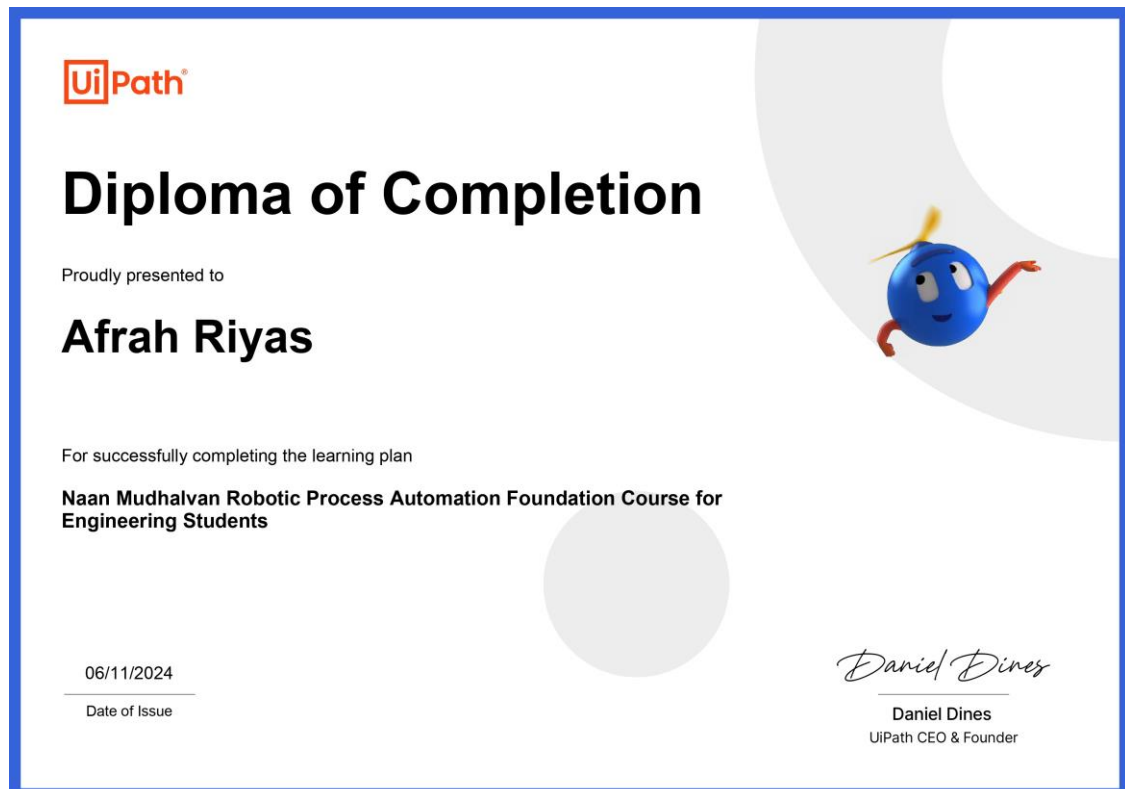 UiPath®
Diploma of Completion
Proudly presented to
Afrah Riyas
For successfully completing the learning plan
Naan Mudhalvan Robotic Process Automation Foundation Course for
Engineering Students
06/11/2024
Date of Issue
Daniel Dines
Daniel Dines
UiPath CEO & Founder